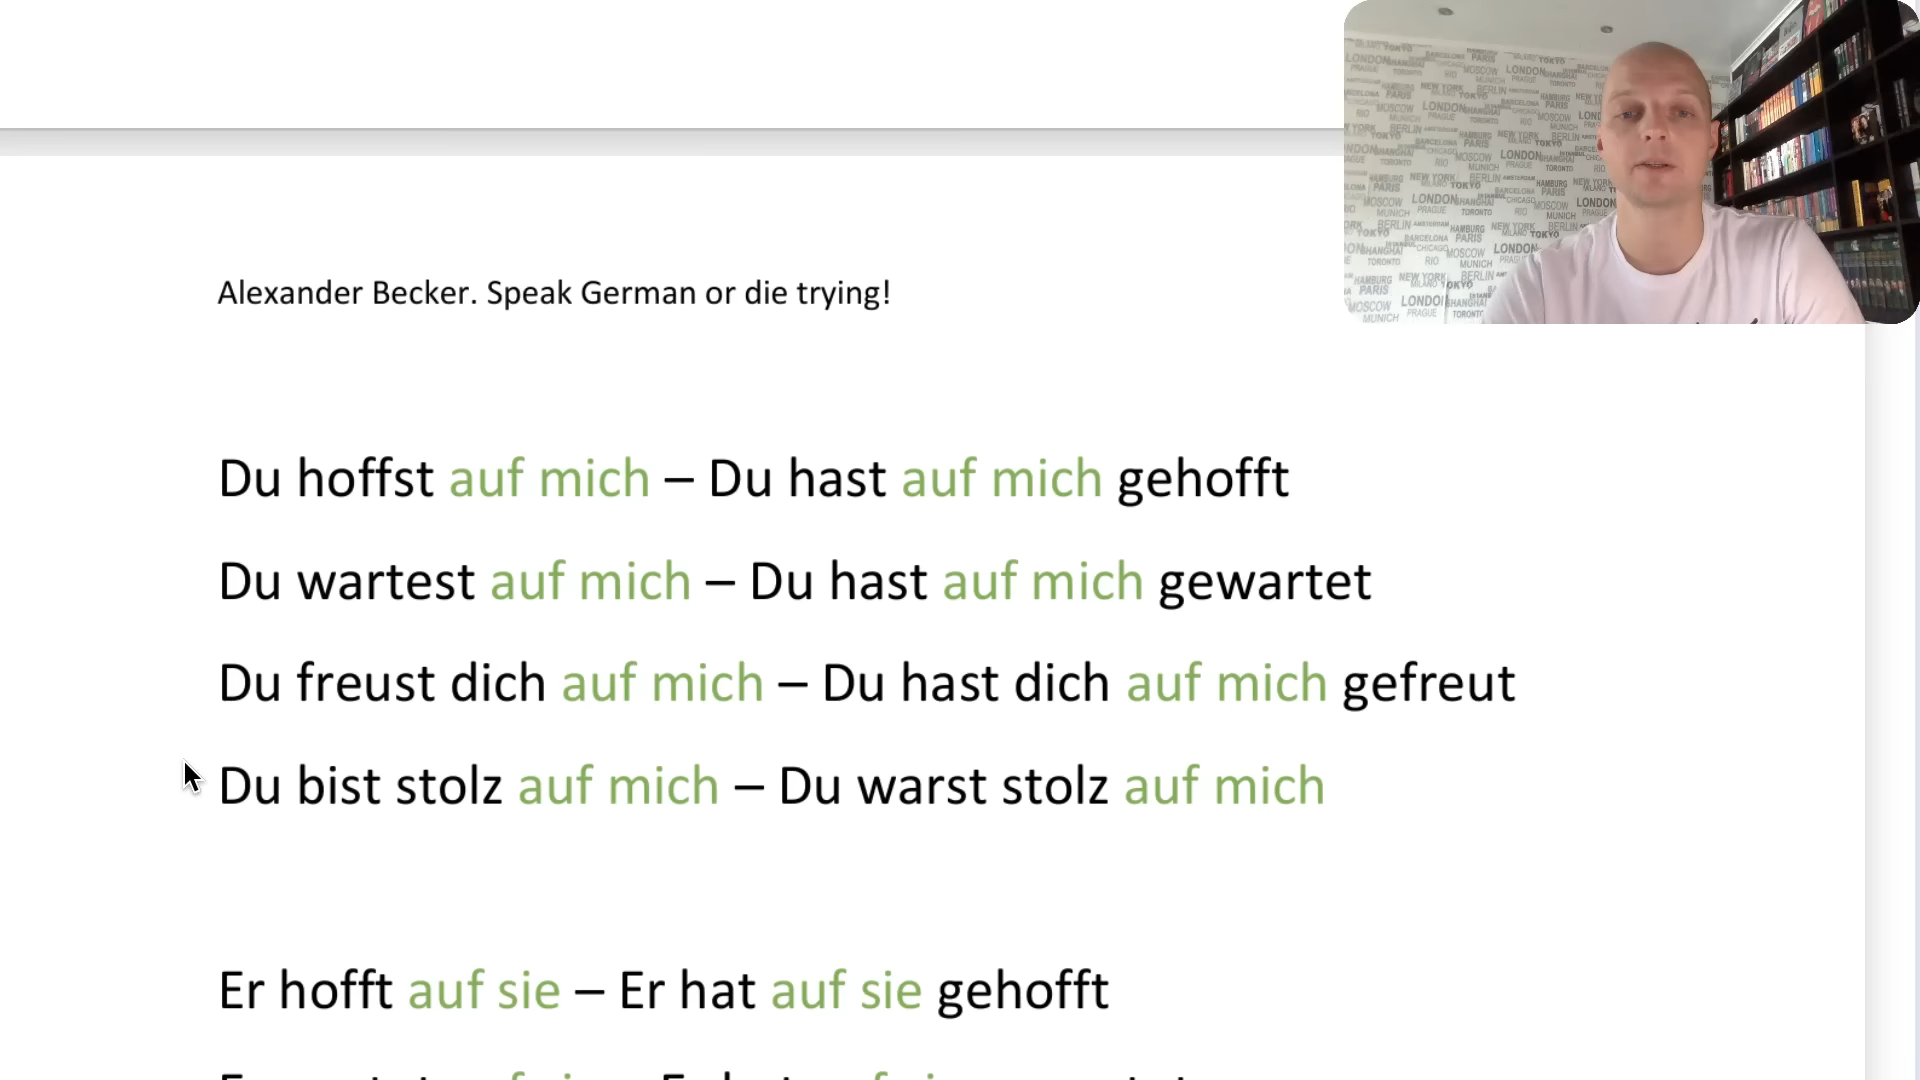 Alexander Becker. Speak German or die trying!
Du hoffst auf mich – Du hast auf mich gehofft
Du wartest auf mich – Du hast auf mich gewartet
Du freust dich auf mich – Du hast dich auf mich gefreut
Du bist stolz auf mich – Du warst stolz auf mich
Er hofft auf sie – Er hat auf sie gehofft